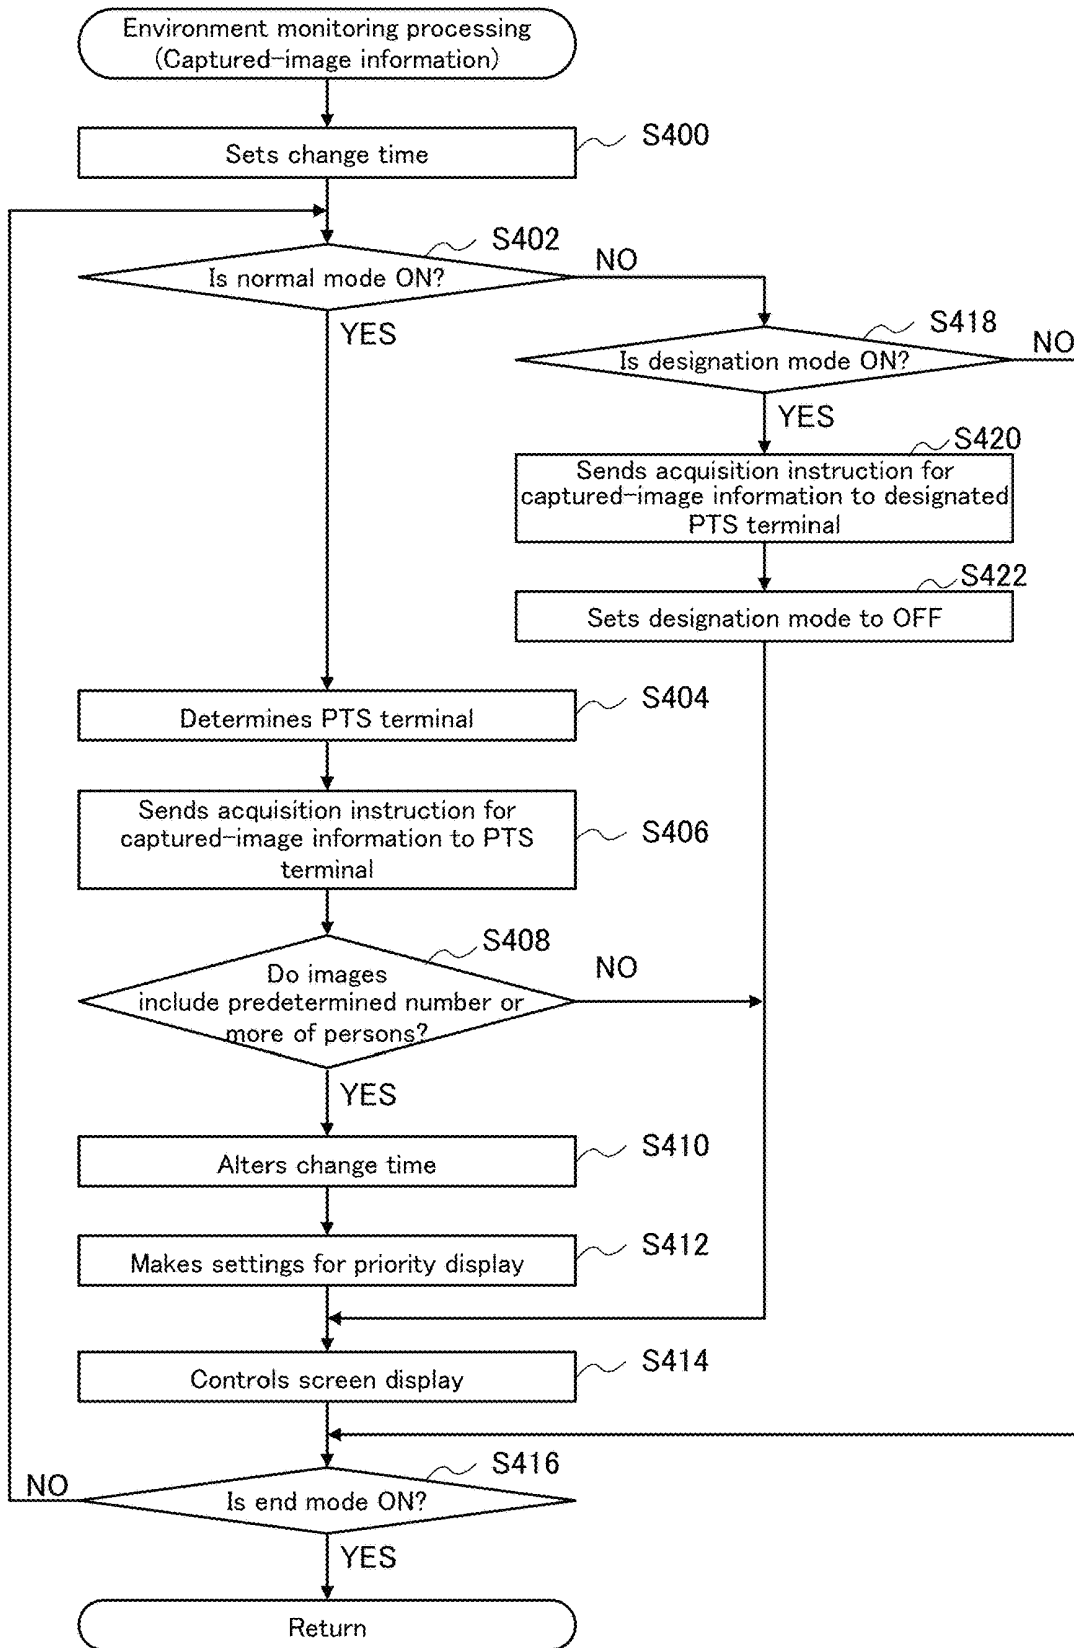 Environment monitoring processing
(Captured-image information)
S400
Sets change time
S402
Is normal mode ON?
NO
YES
S418
Is designation mode ON?
NO
YES
S420
Sends acquisition instruction for
captured-image information to designated
PTS terminal
S422
Sets designation mode to OFF
S404
Determines PTS terminal
S406
Sends acquisition instruction for
captured-image information to PTS
terminal
S408
Do images
include predetermined number or
more of persons?
NO
YES
S410
Alters change time
S412
Makes settings for priority display
S414
Controls screen display
S416
Is end mode ON?
NO
YES
Return